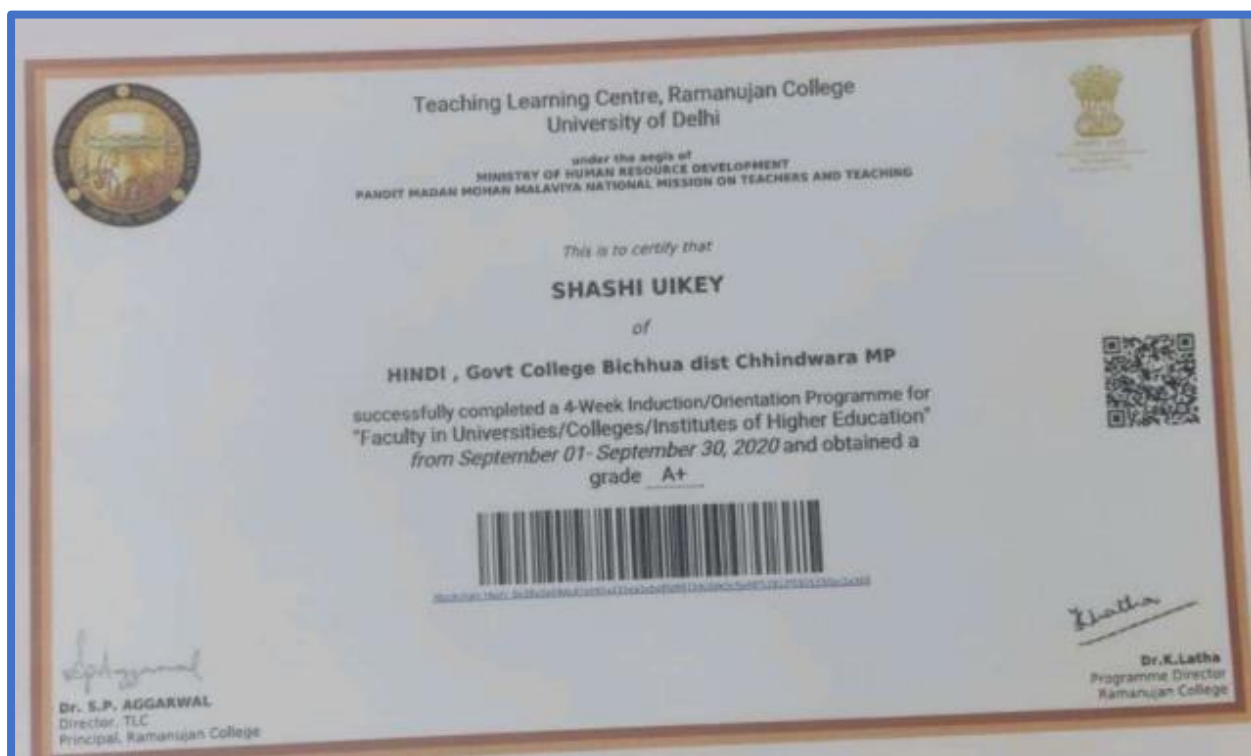 Teaching Learning Centre, Ramanujan College
University of Delhi
under the aegis of
MINISTRY OF HUMAN RESOURCE DEVELOPMENT
PANDIT MADAN MOHAN MALAVIYA NATIONAL MISSION ON TEACHERS AND TEACHING
This is to certify that
SHASHI UIKEY
of
HINDI , Govt College Bichhua dist Chhindwara MP
successfully completed a 4-Week Induction/Orientation Programme for
"Faculty in Universities/Colleges/Institutes of Higher Education"
from September 01- September 30, 2020 and obtained a
grade A+
Dr. S.P. AGGARWAL
Director, TLC
Principal, Ramanujan College
Dr.K.Latha
Programme Director
Ramanujan College